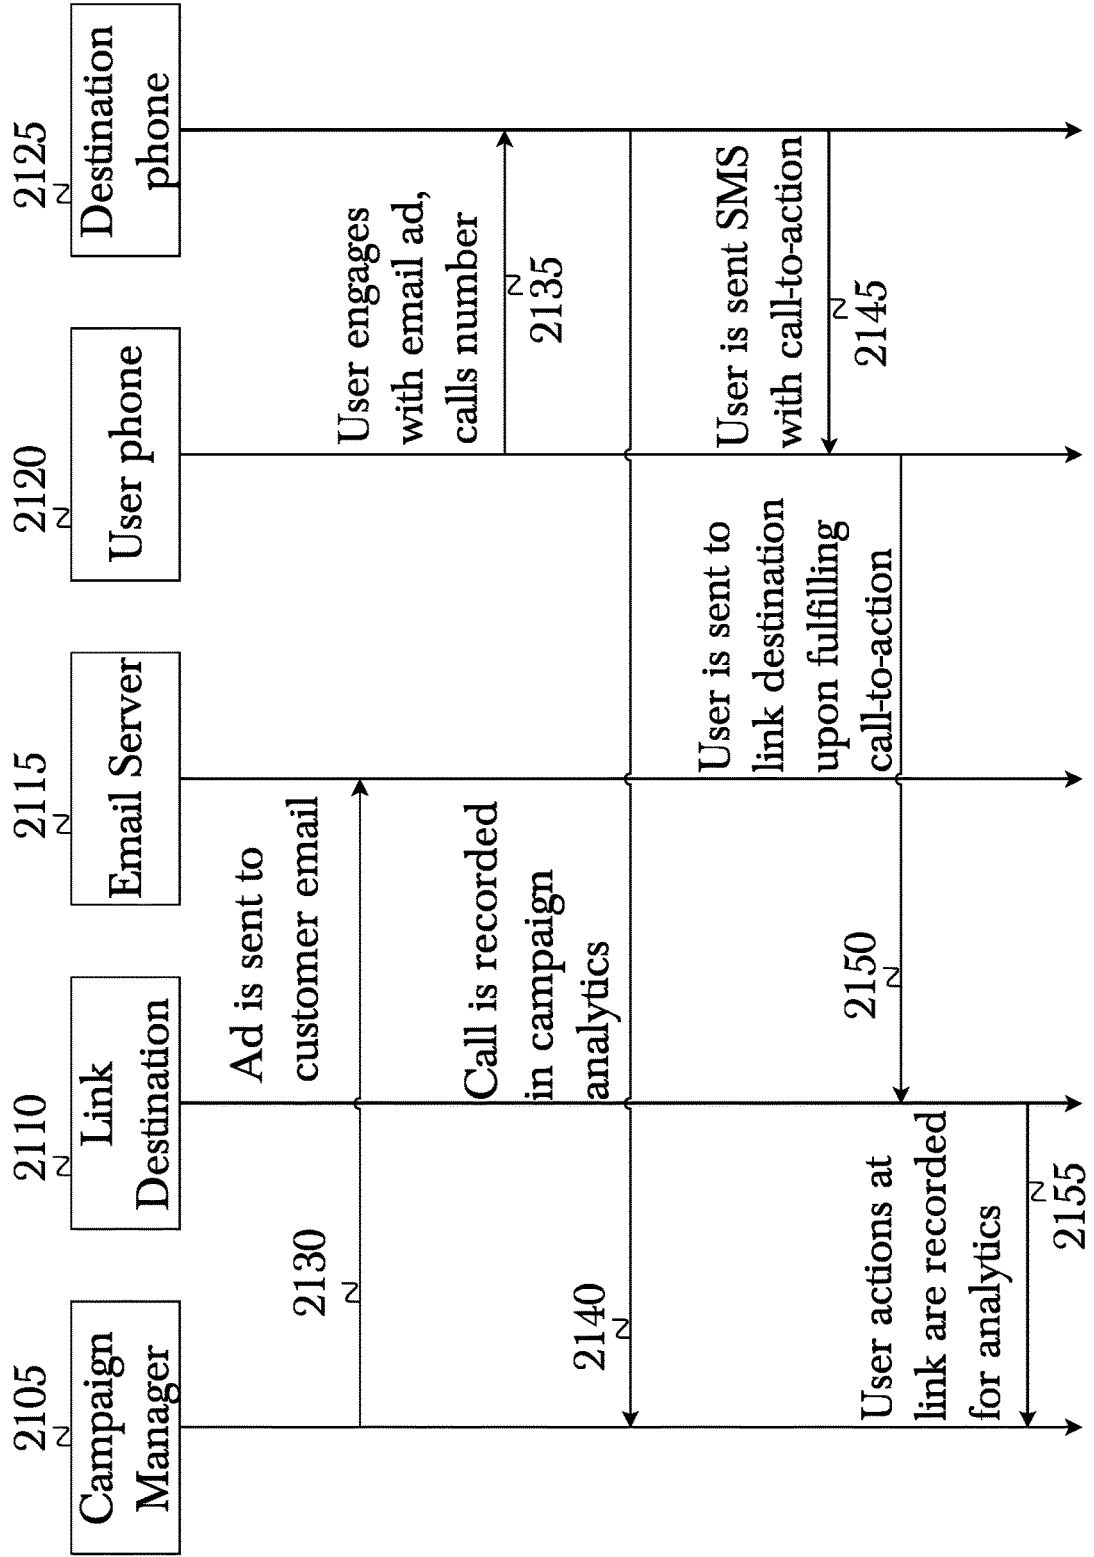 2105
Campaign
Manager
2110
Link
Destination
2115
Email Server
2120
User phone
2125
Destination
phone
Ad is sent to
customer email
2130
User engages
with email ad,
calls number
2135
Call is recorded
in campaign
analytics
2140
User is sent SMS
with call-to-action
2145
User is sent to
link destination
upon fulfilling
call-to-action
2150
User actions at
link are recorded
for analytics
2155